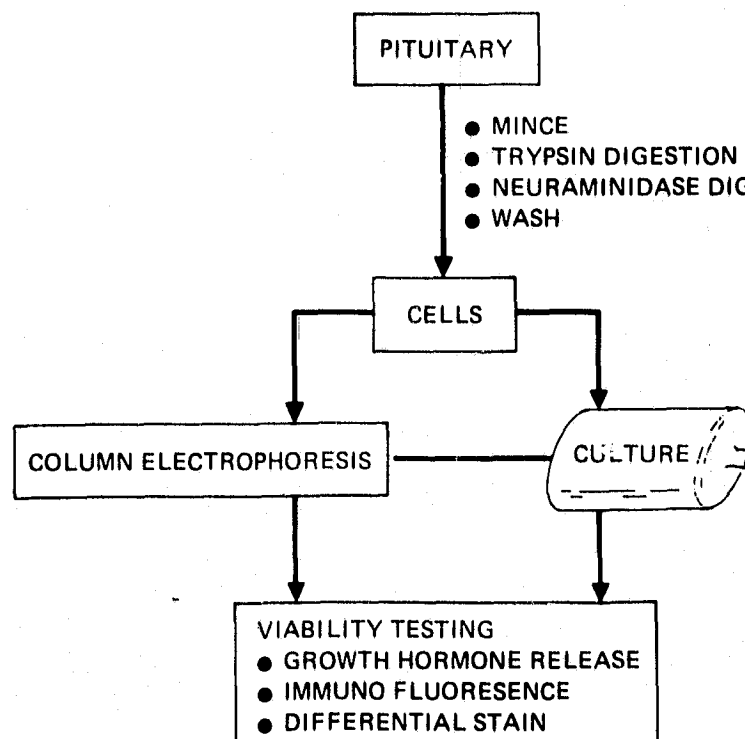 PITUITARY
● MINCE
● TRYPSIN DIGESTION
● NEURAMINIDASE DIG
● WASH
CELLS
COLUMN ELECTROPHORESIS
CULTURE
VIABILITY TESTING
● GROWTH HORMONE RELEASE
● IMMUNO FLUORESENCE
● DIFFERENTIAL STAIN